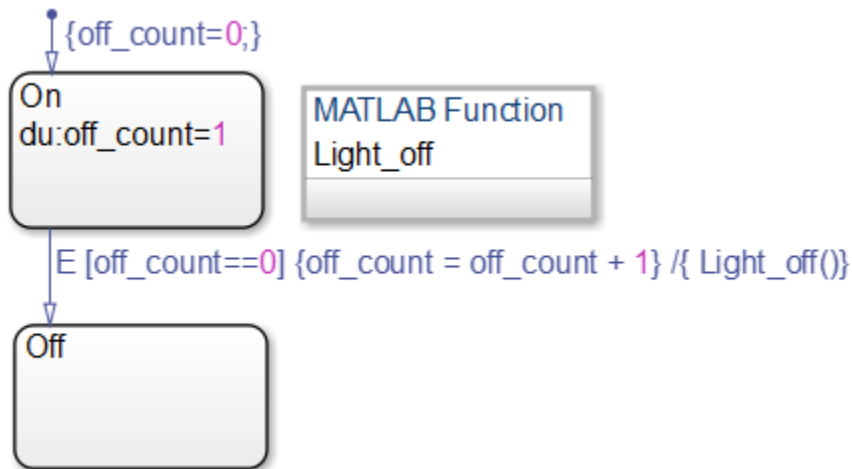 {off_count=0;}
On
du:off_count=1
MATLAB Function
Light_off
E [off_count==0] {off_count = off_count + 1} /{ Light_off()}
Off